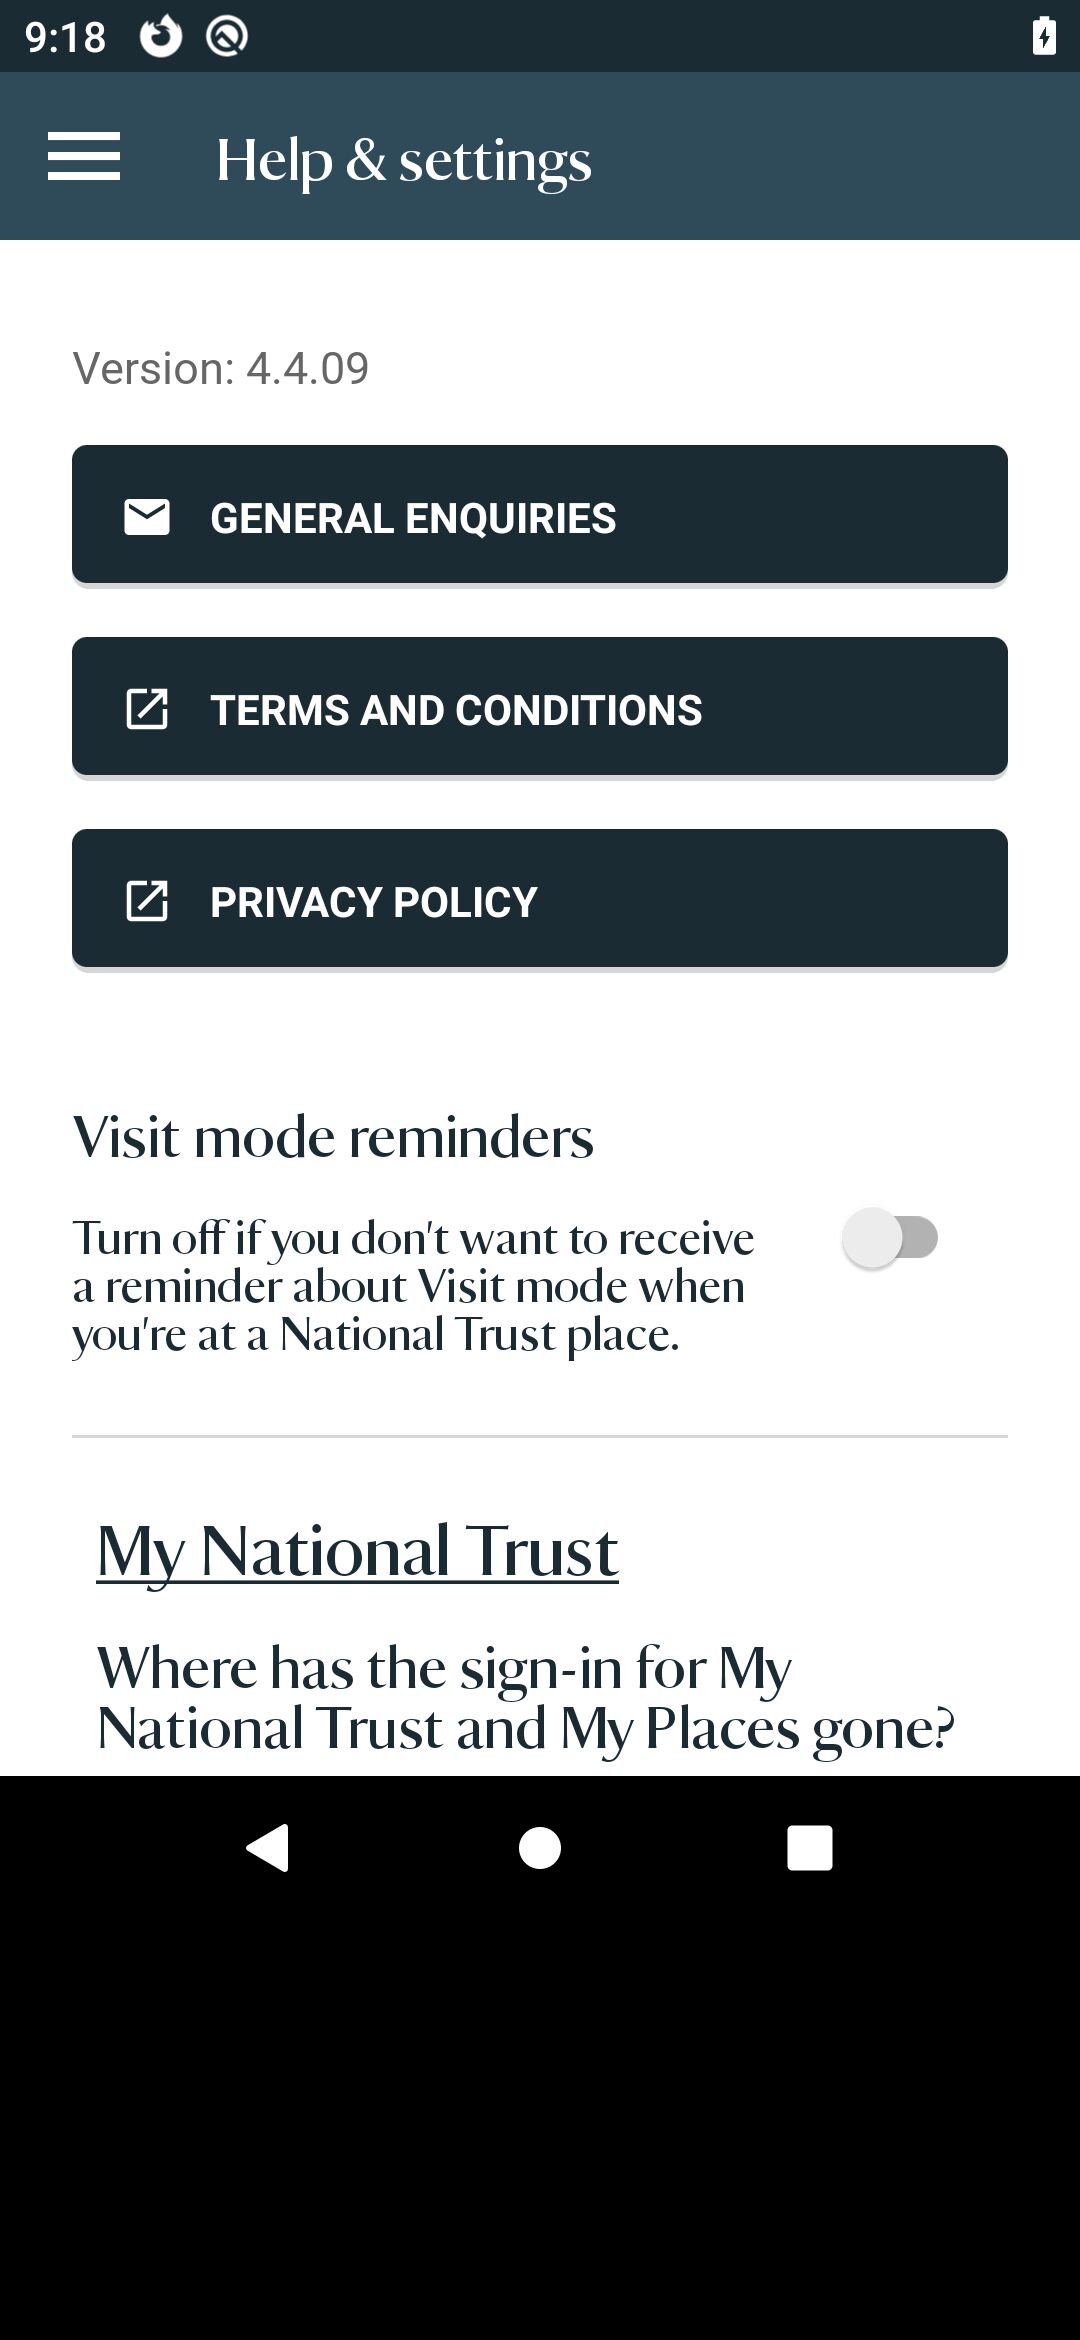 9:18
Help & settings
Version: 4.4.09
GENERAL ENQUIRIES
TERMS AND CONDITIONS
PRIVACY POLICY
Visit mode reminders
Turn off if you don't want to receive
a reminder about Visit mode when
you're at a National Trust place.
My National Trust
Where has the sign-in for My
National Trust and My Places gone?